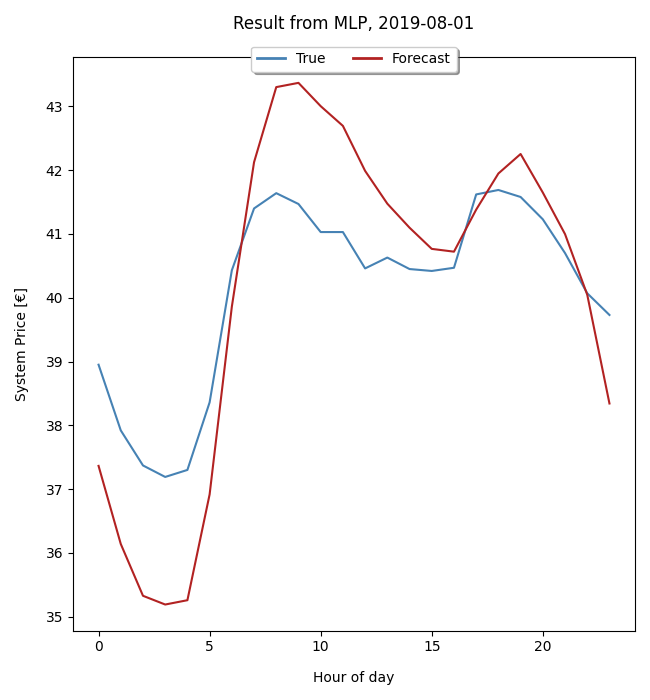 Result from MLP, 2019-08-01
True Forecast
43
42
41
40
39
38
37
36
35
System Price [€]
0 5 10 15 20
Hour of day